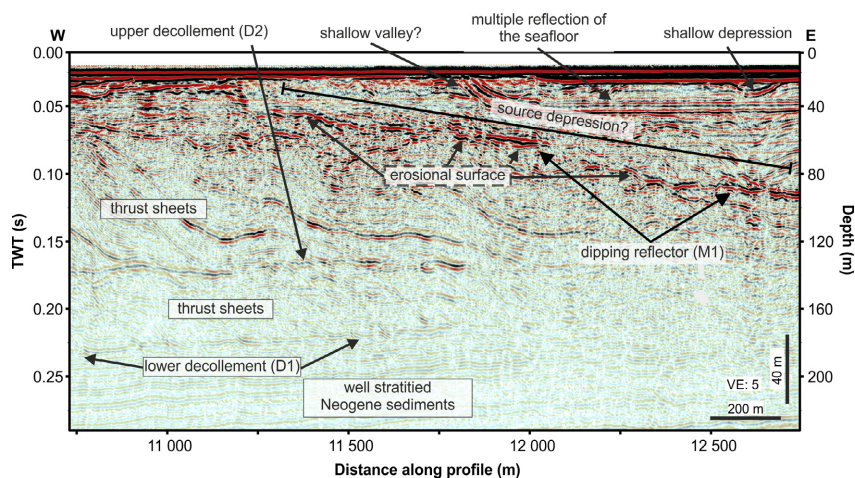 upper decollement (D2)
shallow valley?
multiple reflection of
the seafloor
shallow depression
W
E
0.00
0.05
0.10
0.15
0.20
0.25
TWT (s)
0
40
80
120
160
200
Depth (m)
source depression?
erosional surface
thrust sheets
dipping reflector (M1)
thrust sheets
lower decollement (D1)
well stratitied
Neogene sediments
VE: 5
40 m
200 m
11 000
11 500
12 000
12 500
Distance along profile (m)